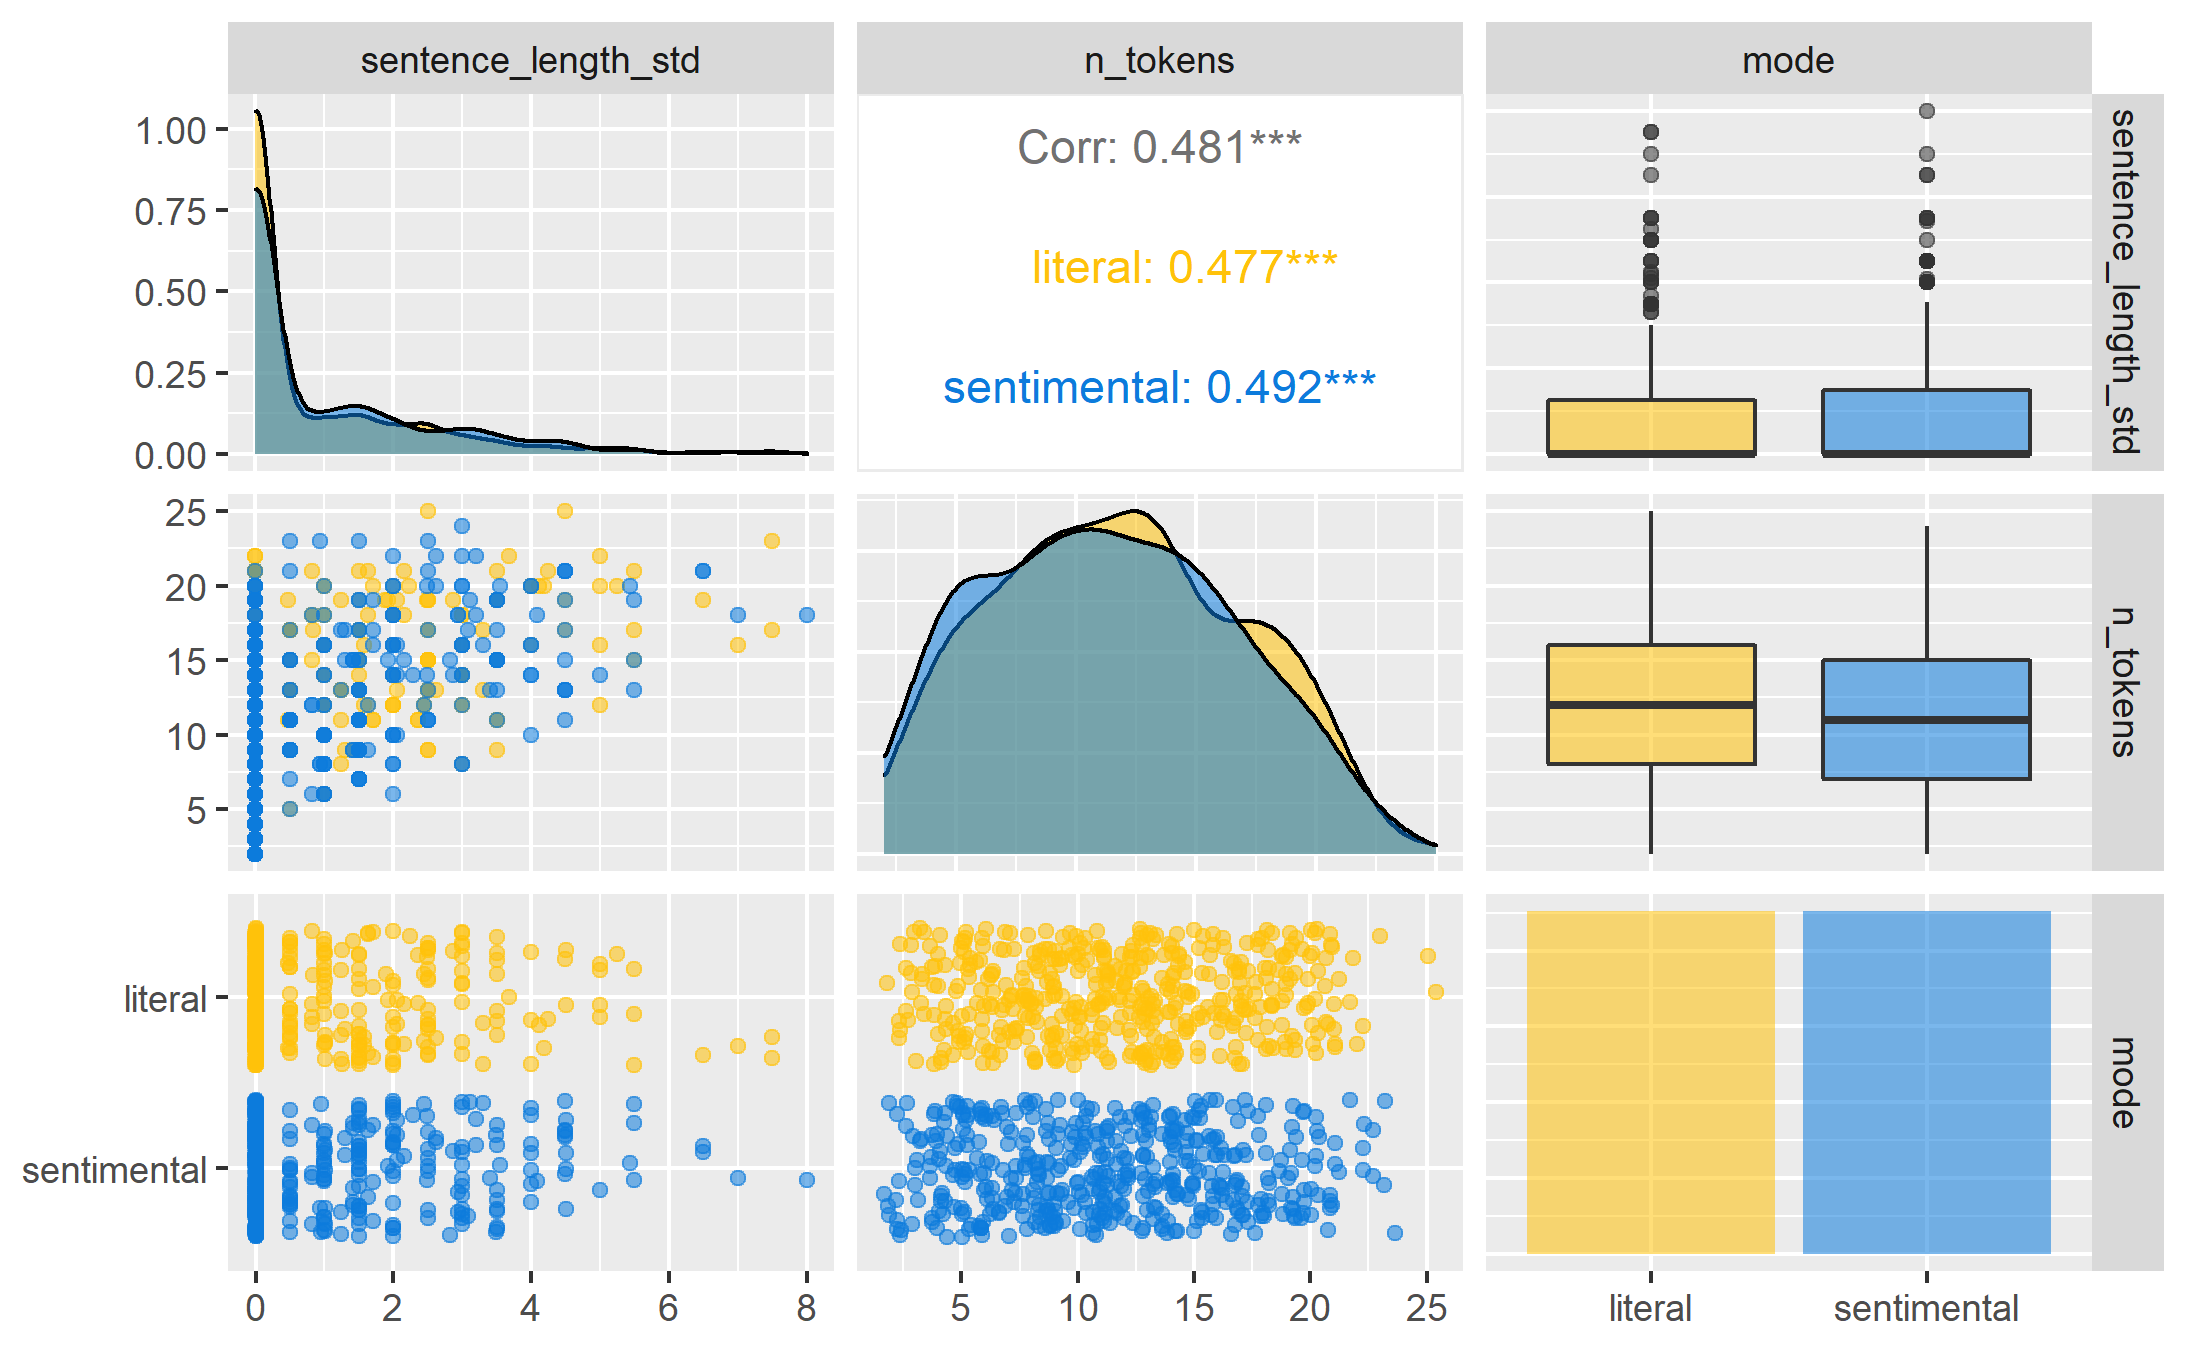 sentence_length_std
n_tokens
mode
1.00
0.75
0.50
0.25
0.00
Corr: 0.481***
literal: 0.477***
sentimental: 0.492***
sentence_length_std
25
20
15
10
5
n_tokens
literal
sentimental
mode
0 2 4 6 8
5 10 15 20 25
literal sentimental